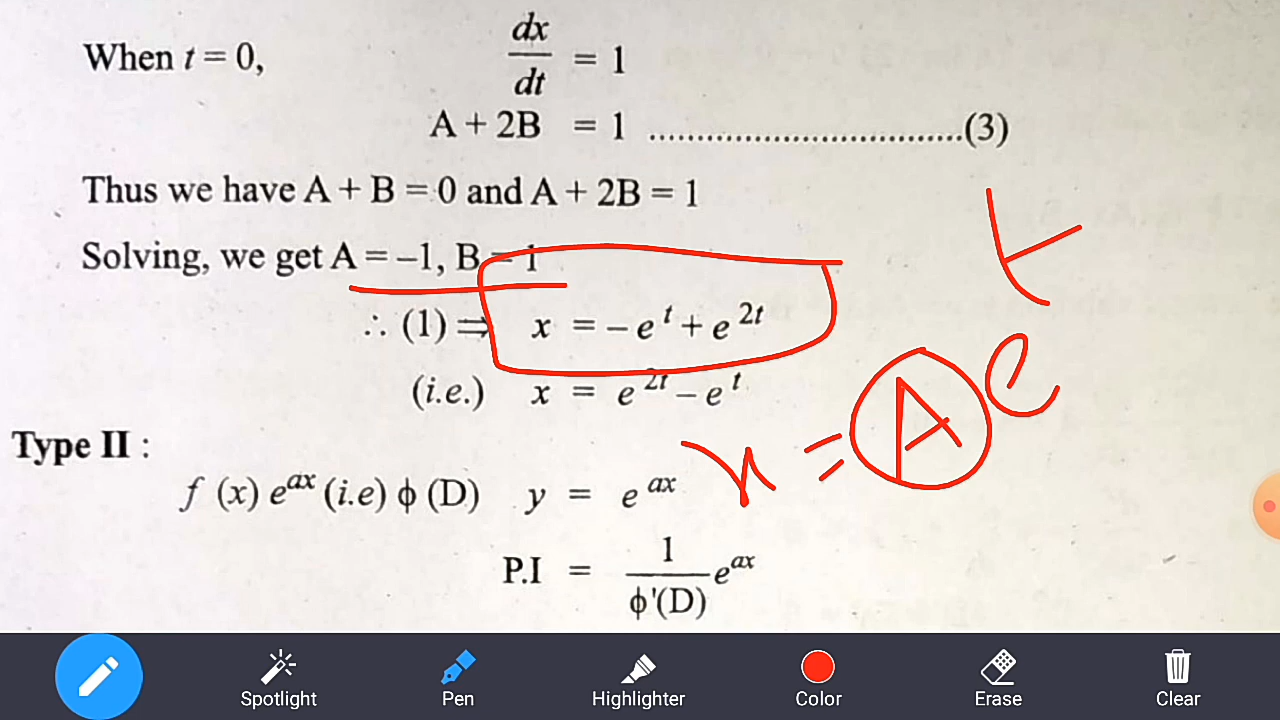 When t = 0, dx/dt = 1
A + 2B = 1 ................................(3)
Thus we have A + B = 0 and A + 2B = 1
Solving, we get A = –1, B = 1
∴ (1) ⇒ x = – e^t + e^2t
(i.e.) x = e^2t – e^t
x = A e^t
Type II :
f (x) e^ax (i.e) ϕ (D) y = e^ax
P.I = 1/ϕ'(D) e^ax
Spotlight
Pen
Highlighter
Color
Erase
Clear